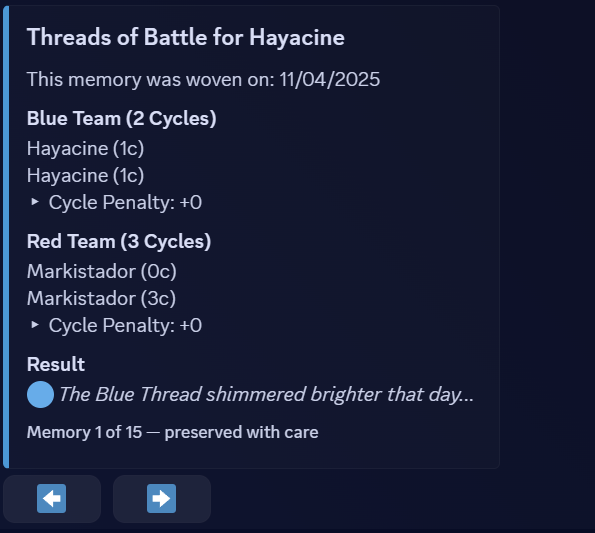 Threads of Battle for Hayacine
This memory was woven on: 11/04/2025
Blue Team (2 Cycles)
Hayacine (1c)
Hayacine (1c)
‣ Cycle Penalty: +0
Red Team (3 Cycles)
Markistador (0c)
Markistador (3c)
‣ Cycle Penalty: +0
Result
The Blue Thread shimmered brighter that day...
Memory 1 of 15 — preserved with care